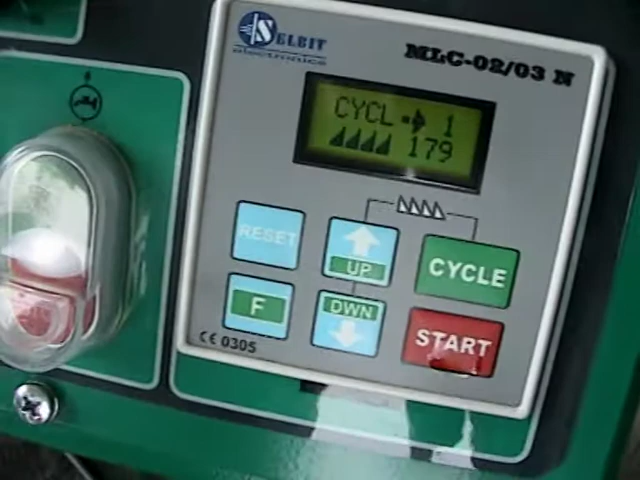 SELBIT
electronics
MLC-02/03 N
CYCL → 1
179
RESET
UP
CYCLE
F
DWN
START
CE 0305